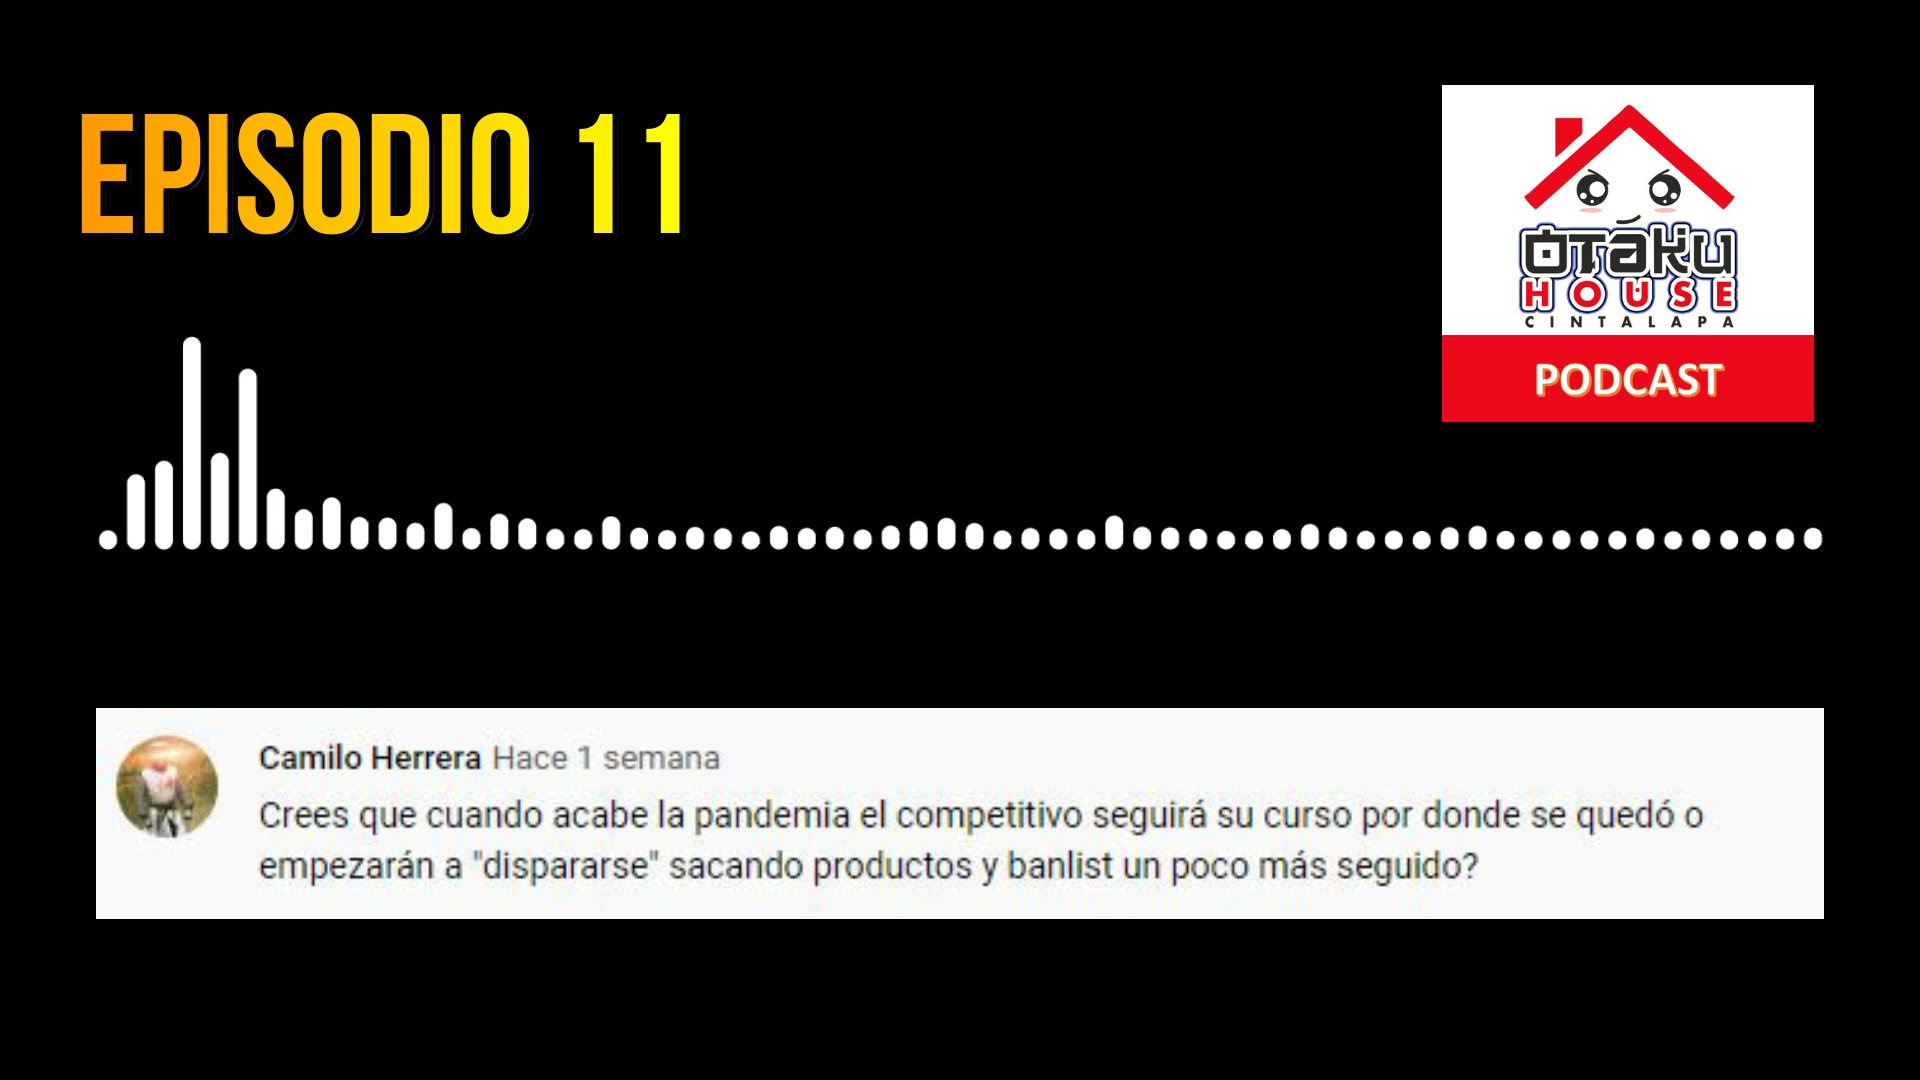 EPISODIO 11
OTAKU
HOUSE
CINTALAPA
PODCAST
Camilo Herrera Hace 1 semana
Crees que cuando acabe la pandemia el competitivo seguirá su curso por donde se quedó o
empezarán a "dispararse" sacando productos y banlist un poco más seguido?